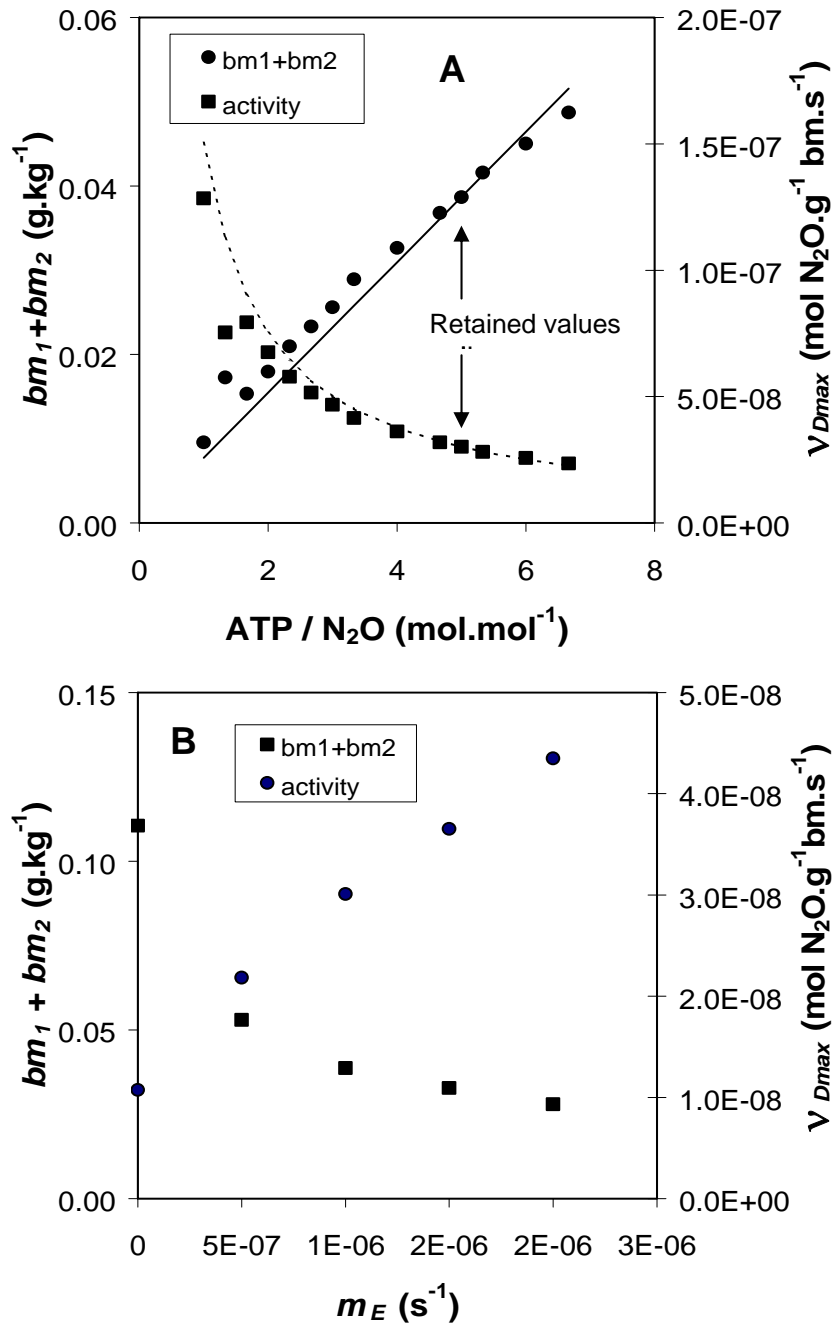 0.06
0.04
0.02
0.00
bm₁+bm₂ (g.kg⁻¹)
bm1+bm2
activity
A
Retained values
..
2.0E-07
1.5E-07
1.0E-07
5.0E-08
0.0E+00
νDmax (mol N₂O.g⁻¹ bm.s⁻¹)
0 2 4 6 8
ATP / N₂O (mol.mol⁻¹)
0.15
0.10
0.05
0.00
bm₁ + bm₂ (g.kg⁻¹)
B
bm1+bm2
activity
5.0E-08
4.0E-08
3.0E-08
2.0E-08
1.0E-08
0.0E+00
ν Dmax (mol N₂O.g⁻¹bm.s⁻¹)
0 5E-07 1E-06 2E-06 2E-06 3E-06
m E (s⁻¹)